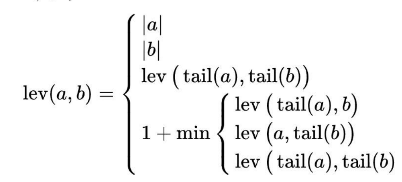 |a|
|b|
lev ( tail(a), tail(b))
lev(a, b) =
lev ( tail(a), b)
1 + min lev (a, tail(b))
lev ( tail(a), tail(b)